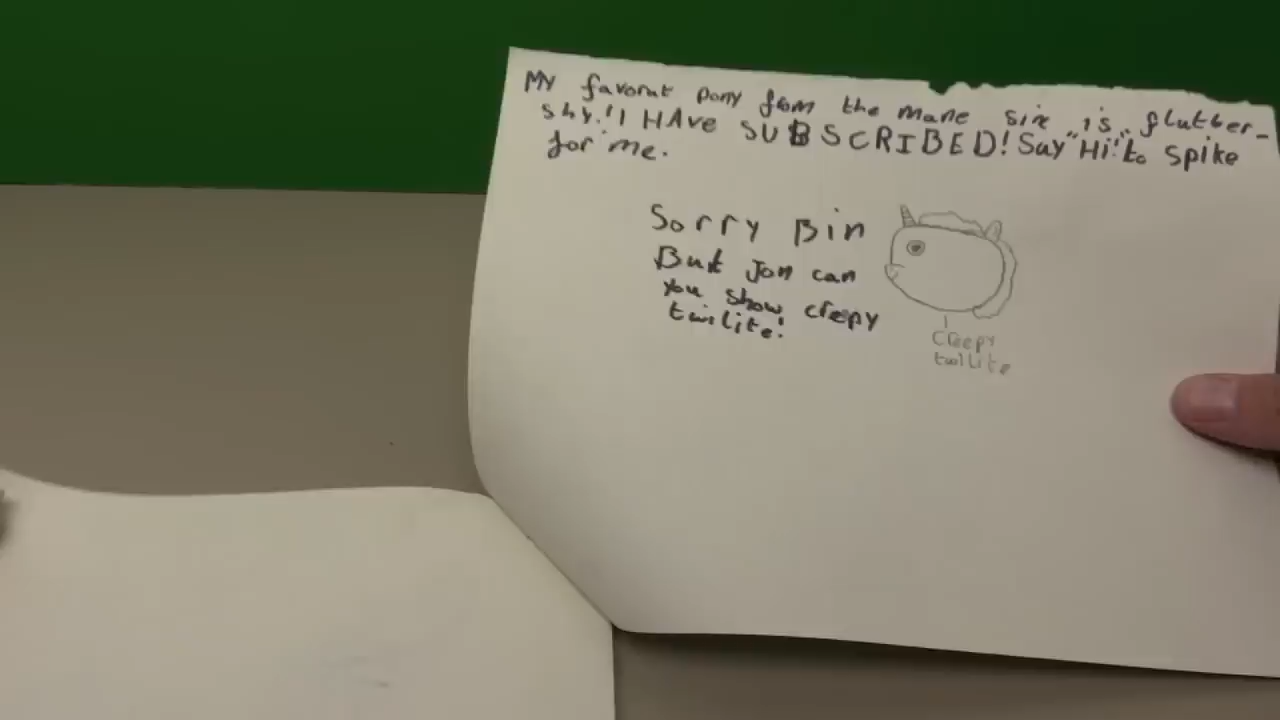 My favorut pony from the mane six is flutter-
shy! I HAve SUBSCRIBED! Say "Hi!" to spike
for me.
Sorry Bin
But Jon can
you show crepy
twilite!
Creepy
twilite